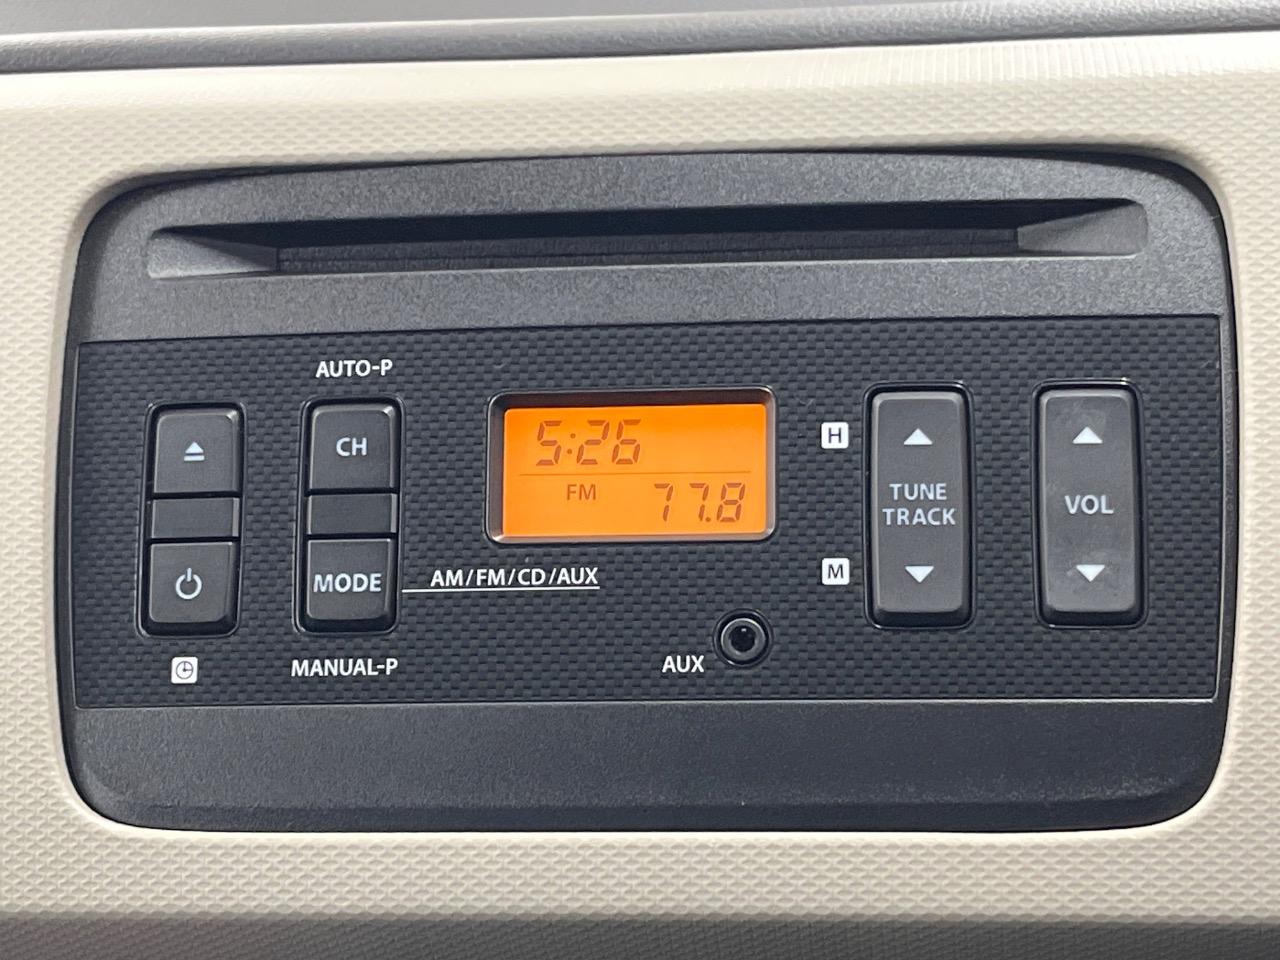 AUTO-P
CH
MODE
AM/FM/CD/AUX
MANUAL-P
5:26
FM 77.8
AUX
H
TUNE
TRACK
M
VOL